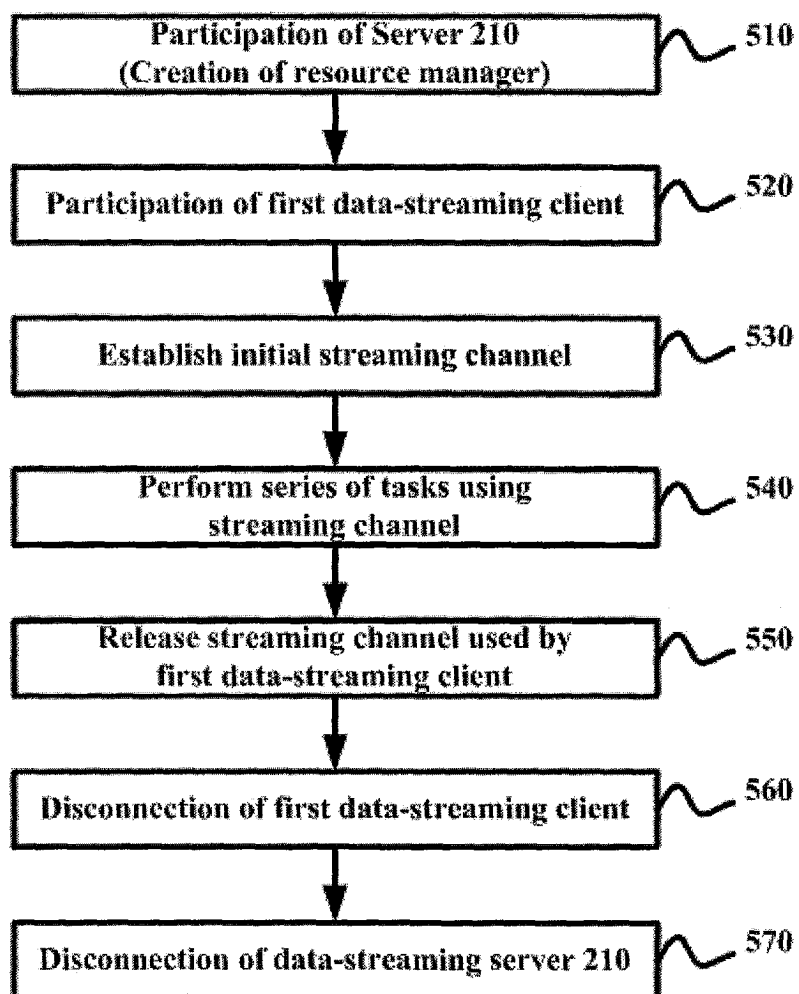 Participation of Server 210
(Creation of resource manager)
510
Participation of first data-streaming client
520
Establish initial streaming channel
530
Perform series of tasks using
streaming channel
540
Release streaming channel used by
first data-streaming client
550
Disconnection of first data-streaming client
560
Disconnection of data-streaming server 210
570